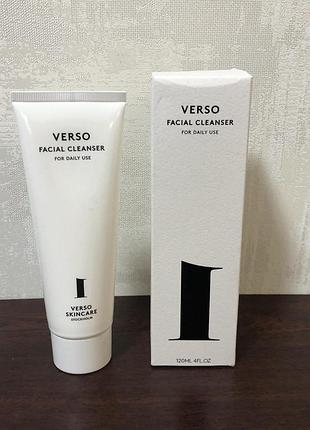 VERSO
FACIAL CLEANSER
FOR DAILY USE
1
VERSO
SKINCARE
STOCKHOLM
VERSO
FACIAL CLEANSER
FOR DAILY USE
1
120ML 4FL.OZ